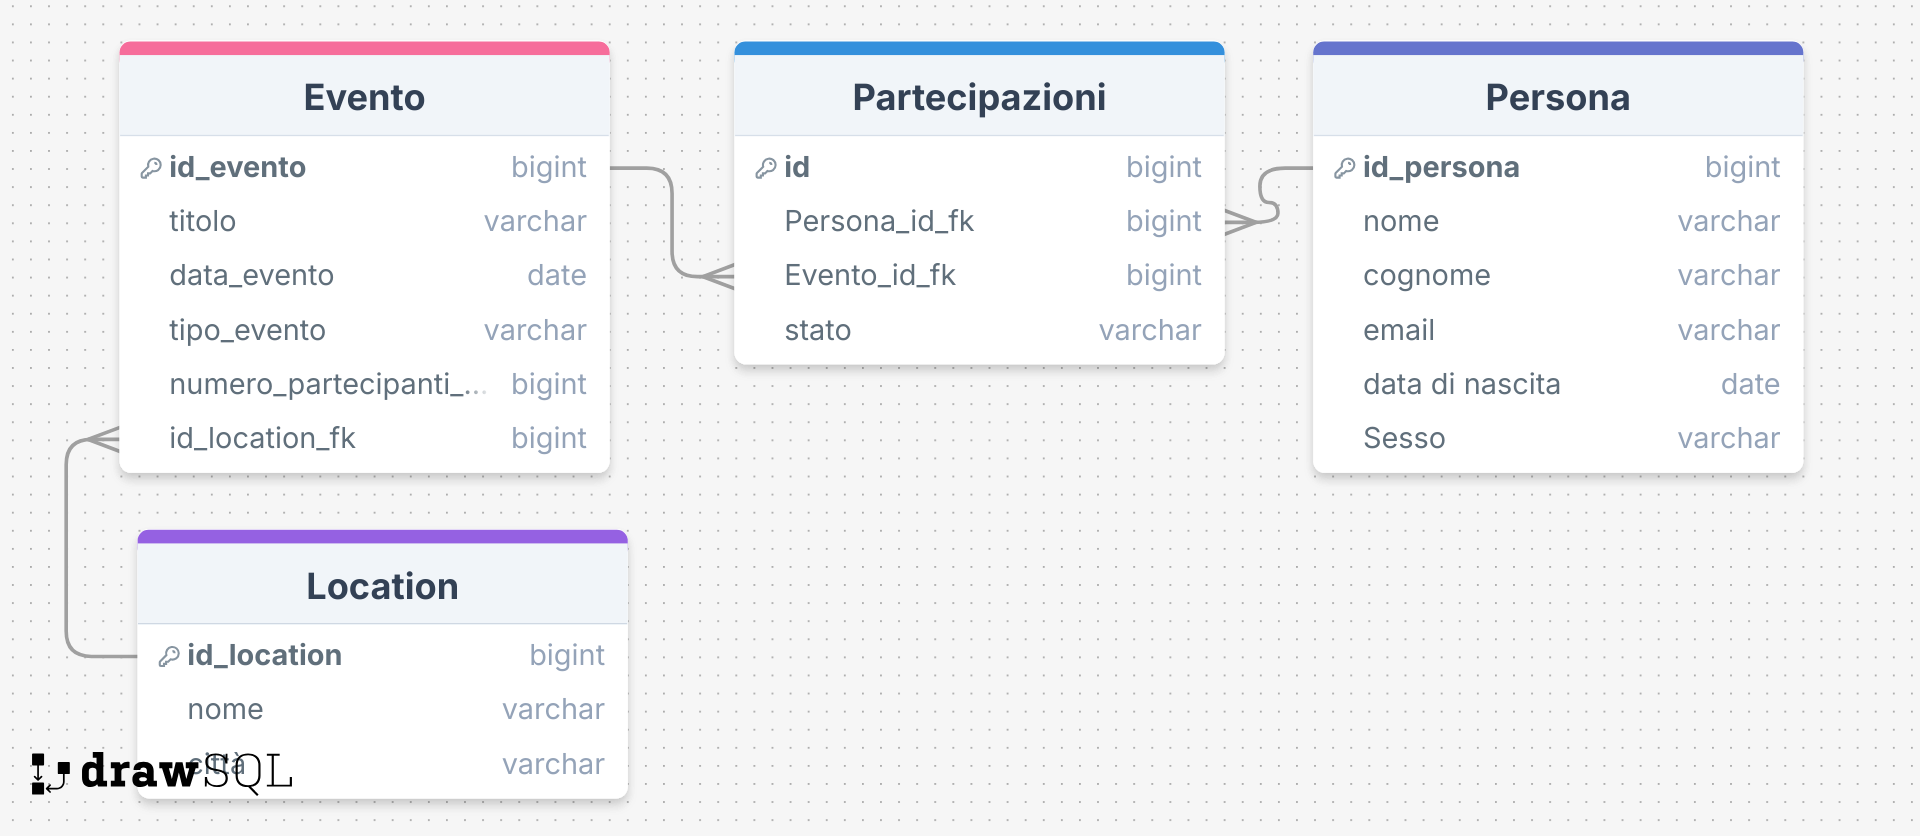 Evento
id_evento bigint
titolo varchar
data_evento date
tipo_evento varchar
numero_partecipanti_... bigint
id_location_fk bigint
Partecipazioni
id bigint
Persona_id_fk bigint
Evento_id_fk bigint
stato varchar
Persona
id_persona bigint
nome varchar
cognome varchar
email varchar
data di nascita date
Sesso varchar
Location
id_location bigint
nome varchar
città varchar
drawSQL